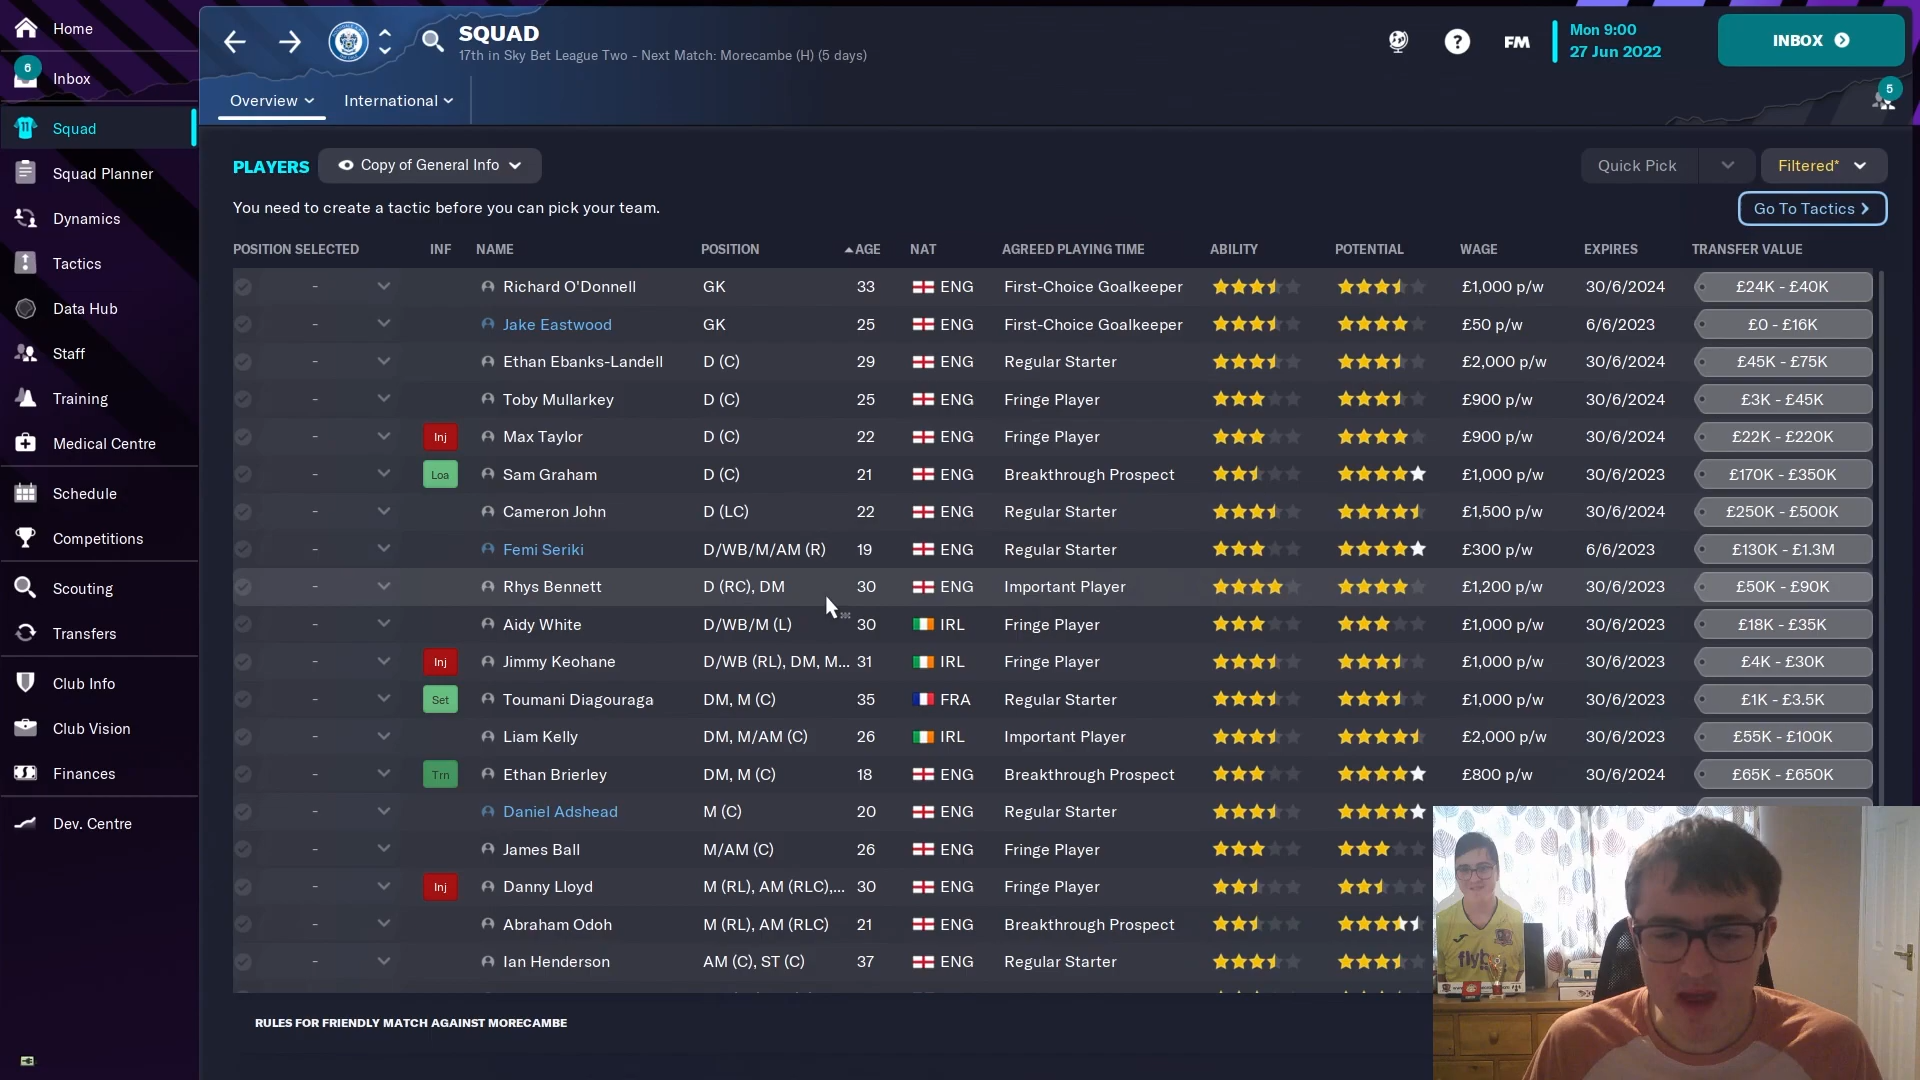 Home
6
Inbox
Squad
Squad Planner
Dynamics
Tactics
Data Hub
Staff
Training
Medical Centre
Schedule
Competitions
Scouting
Transfers
Club Info
Club Vision
Finances
Dev. Centre
SQUAD
17th in Sky Bet League Two - Next Match: Morecambe (H) (5 days)
? FM Mon 9:00
27 Jun 2022
INBOX
Overview International
5
PLAYERS Copy of General Info Quick Pick Filtered*
You need to create a tactic before you can pick your team. Go To Tactics
POSITION SELECTED INF NAME POSITION AGE NAT AGREED PLAYING TIME ABILITY POTENTIAL WAGE EXPIRES TRANSFER VALUE
- Richard O'Donnell GK 33 ENG First-Choice Goalkeeper £1,000 p/w 30/6/2024 £24K - £40K
- Jake Eastwood GK 25 ENG First-Choice Goalkeeper £50 p/w 6/6/2023 £0 - £16K
- Ethan Ebanks-Landell D (C) 29 ENG Regular Starter £2,000 p/w 30/6/2024 £45K - £75K
- Toby Mullarkey D (C) 25 ENG Fringe Player £900 p/w 30/6/2024 £3K - £45K
- Inj Max Taylor D (C) 22 ENG Fringe Player £900 p/w 30/6/2024 £22K - £220K
- Loa Sam Graham D (C) 21 ENG Breakthrough Prospect £1,000 p/w 30/6/2023 £170K - £350K
- Cameron John D (LC) 22 ENG Regular Starter £1,500 p/w 30/6/2024 £250K - £500K
- Femi Seriki D/WB/M/AM (R) 19 ENG Regular Starter £300 p/w 6/6/2023 £130K - £1.3M
- Rhys Bennett D (RC), DM 30 ENG Important Player £1,200 p/w 30/6/2023 £50K - £90K
- Aidy White D/WB/M (L) 30 IRL Fringe Player £1,000 p/w 30/6/2023 £18K - £35K
- Inj Jimmy Keohane D/WB (RL), DM, M... 31 IRL Fringe Player £1,000 p/w 30/6/2023 £4K - £30K
- Set Toumani Diagouraga DM, M (C) 35 FRA Regular Starter £1,000 p/w 30/6/2023 £1K - £3.5K
- Liam Kelly DM, M/AM (C) 26 IRL Important Player £2,000 p/w 30/6/2023 £55K - £100K
- Trn Ethan Brierley DM, M (C) 18 ENG Breakthrough Prospect £800 p/w 30/6/2024 £65K - £650K
- Daniel Adshead M (C) 20 ENG Regular Starter
- James Ball M/AM (C) 26 ENG Fringe Player
- Inj Danny Lloyd M (RL), AM (RLC),... 30 ENG Fringe Player
- Abraham Odoh M (RL), AM (RLC) 21 ENG Breakthrough Prospect
- Ian Henderson AM (C), ST (C) 37 ENG Regular Starter
RULES FOR FRIENDLY MATCH AGAINST MORECAMBE